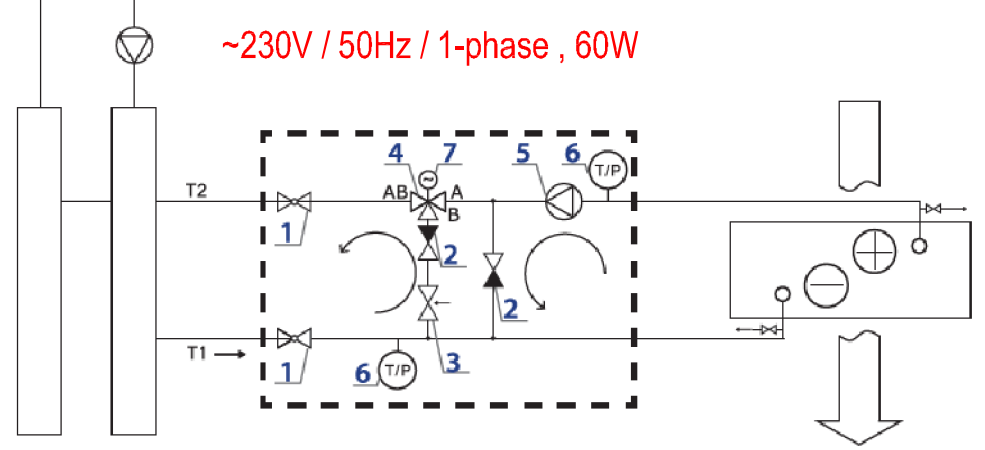 ~230V / 50Hz / 1-phase , 60W
4 7 5 6
T/P
T2 AB A
B
1 2
2
T1
1 6 T/P 3